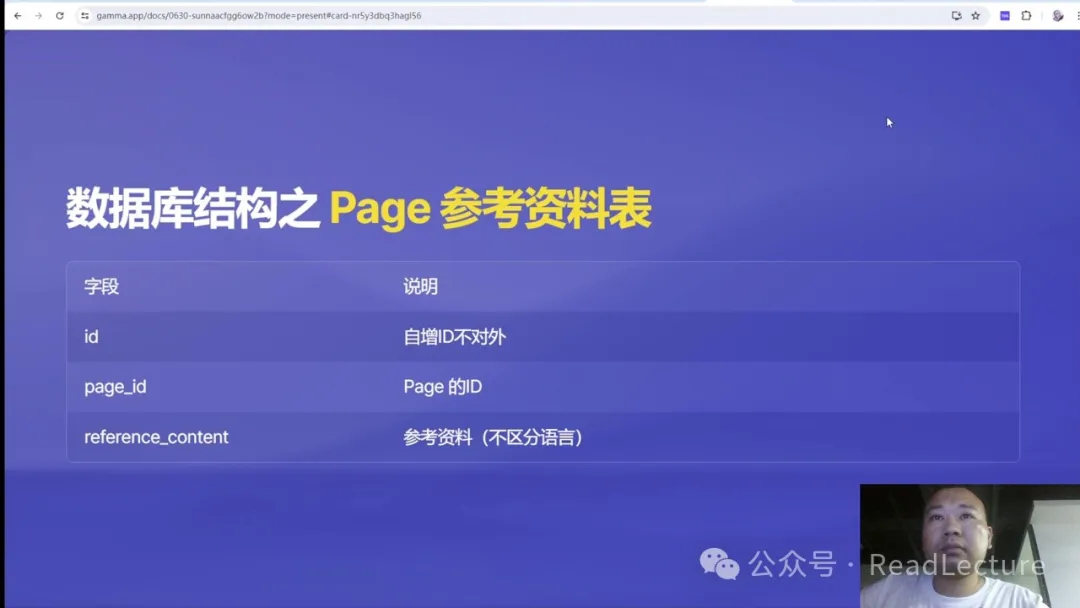 gamma.app/docs/0630-sunnaacfgg6ow2b?mode=present#card-nr5y3dbq3hagl56
数据库结构之 Page 参考资料表
字段 说明
id 自增ID不对外
page_id Page 的ID
reference_content 参考资料（不区分语言）
公众号 · ReadLecture